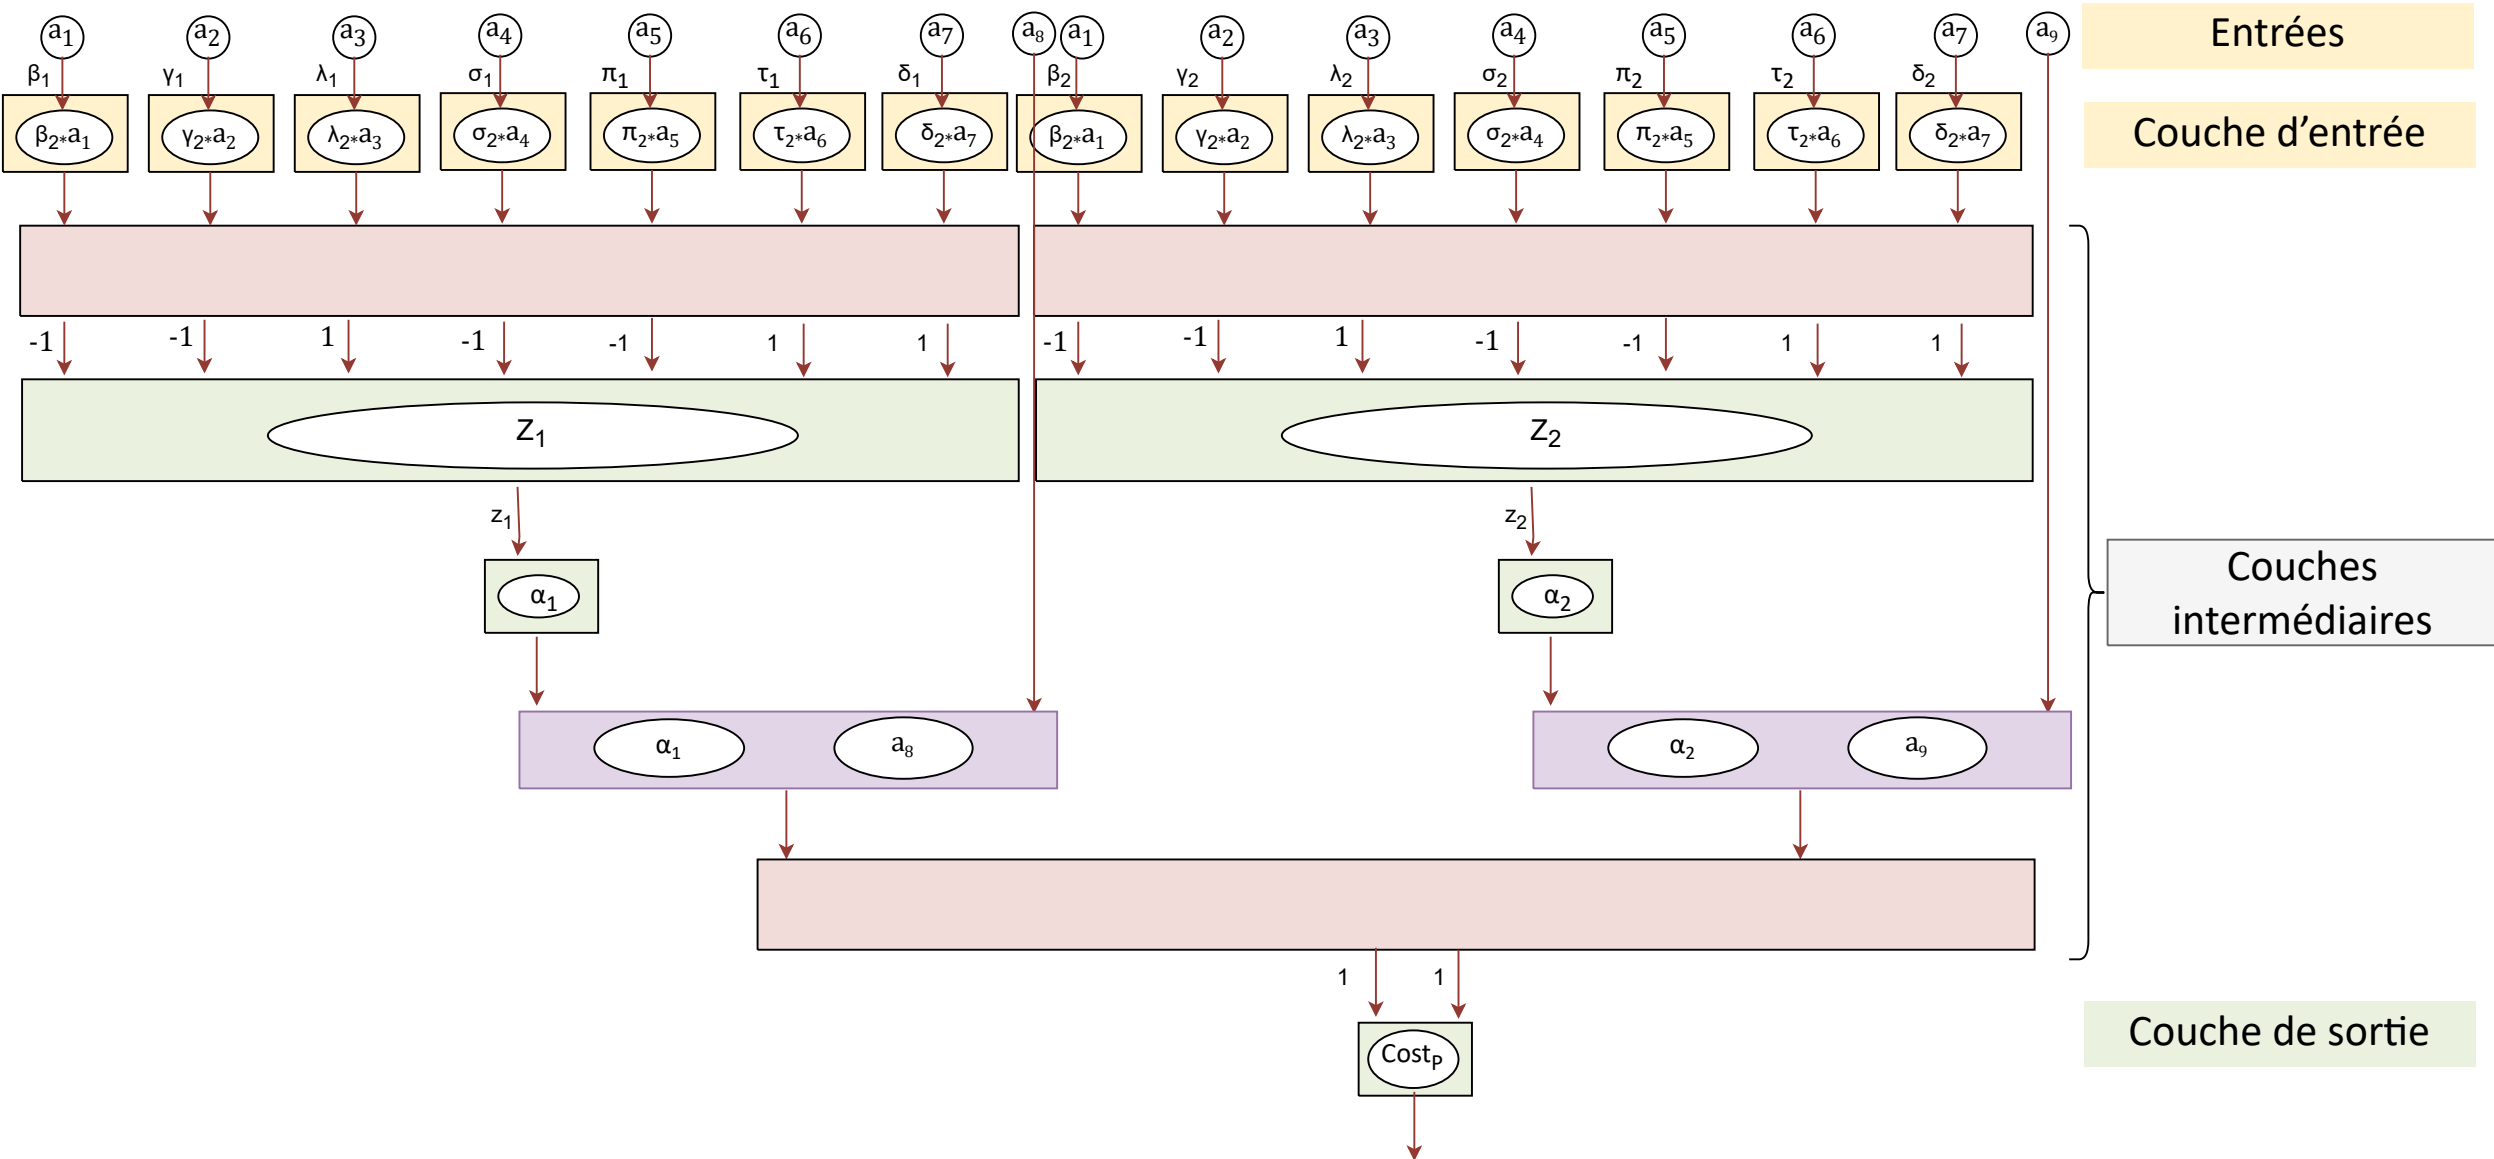 a₁ a₂ a₃ a₄ a₅ a₆ a₇ a₈ a₁ a₂ a₃ a₄ a₅ a₆ a₇ a₉ Entrées
β₁ γ₁ λ₁ σ₁ π₁ τ₁ δ₁ β₂ γ₂ λ₂ σ₂ π₂ τ₂ δ₂
β₂*a₁ γ₂*a₂ λ₂*a₃ σ₂*a₄ π₂*a₅ τ₂*a₆ δ₂*a₇ β₂*a₁ γ₂*a₂ λ₂*a₃ σ₂*a₄ π₂*a₅ τ₂*a₆ δ₂*a₇ Couche d’entrée
-1 -1 1 -1 -1 1 1 -1 -1 1 -1 -1 1 1
Z₁ Z₂
z₁ z₂
α₁ α₂
Couches
intermédiaires
α₁ a₈ α₂ a₉
1 1
Couche de sortie
Costₚ